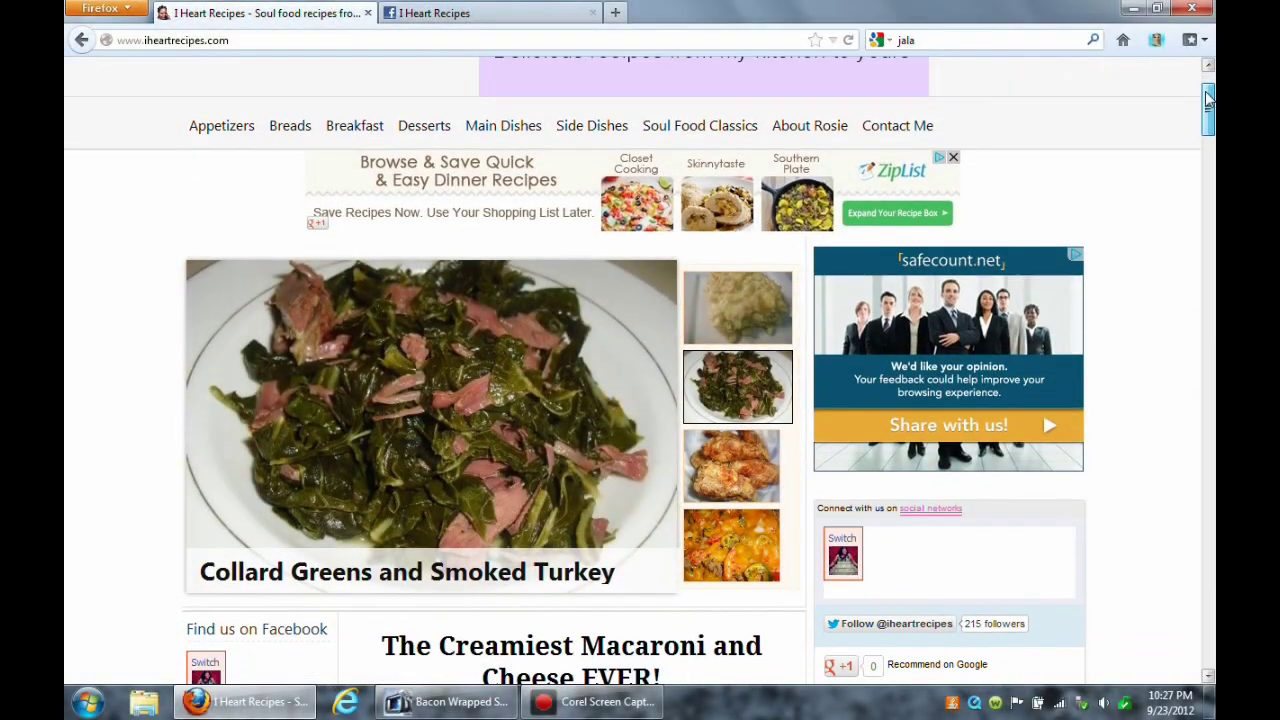 Firefox
I Heart Recipes - Soul food recipes fro...
I Heart Recipes
www.iheartrecipes.com
jala
Delicious recipes from my kitchen to yours
Appetizers Breads Breakfast Desserts Main Dishes Side Dishes Soul Food Classics About Rosie Contact Me
Browse & Save Quick
& Easy Dinner Recipes
Save Recipes Now. Use Your Shopping List Later.
Closet
Cooking
Skinnytaste
Southern
Plate
ZipList
Expand Your Recipe Box
+1
safecount.net
We'd like your opinion.
Your feedback could help improve your
browsing experience.
Share with us!
Collard Greens and Smoked Turkey
Connect with us on social networks
Switch
Follow @iheartrecipes 215 followers
+1 0 Recommend on Google
Find us on Facebook
Switch
The Creamiest Macaroni and
Cheese EVER!
I Heart Recipes - S...
Bacon Wrapped S...
Corel Screen Capt...
10:27 PM
9/23/2012